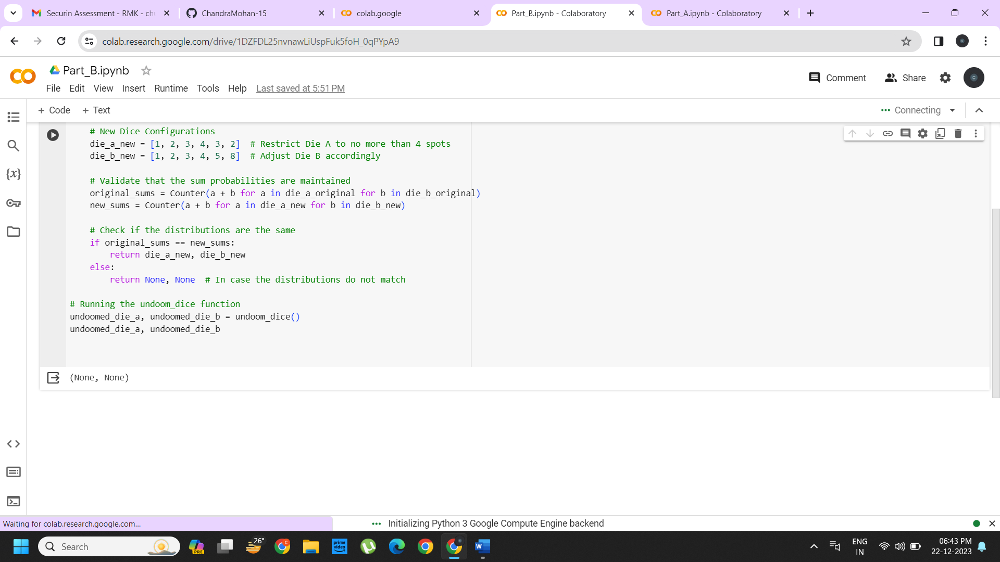 Securin Assessment - RMK - ch
ChandraMohan-15
colab.google
Part_B.ipynb - Colaboratory
Part_A.ipynb - Colaboratory
colab.research.google.com/drive/1DZFDL25nvnawLiUspFuk5foH_0qPYpA9
Part_B.ipynb
Comment
Share
File Edit View Insert Runtime Tools Help Last saved at 5:51 PM
+ Code + Text
Connecting
# New Dice Configurations
die_a_new = [1, 2, 3, 4, 3, 2]  # Restrict Die A to no more than 4 spots
die_b_new = [1, 2, 3, 4, 5, 8]  # Adjust Die B accordingly
# Validate that the sum probabilities are maintained
original_sums = Counter(a + b for a in die_a_original for b in die_b_original)
new_sums = Counter(a + b for a in die_a_new for b in die_b_new)
# Check if the distributions are the same
if original_sums == new_sums:
return die_a_new, die_b_new
else:
return None, None  # In case the distributions do not match
# Running the undoom_dice function
undoomed_die_a, undoomed_die_b = undoom_dice()
undoomed_die_a, undoomed_die_b
(None, None)
{x}
Waiting for colab.research.google.com...
Initializing Python 3 Google Compute Engine backend
Search
PRE
26°
prime video
ENG
IN
06:43 PM
22-12-2023